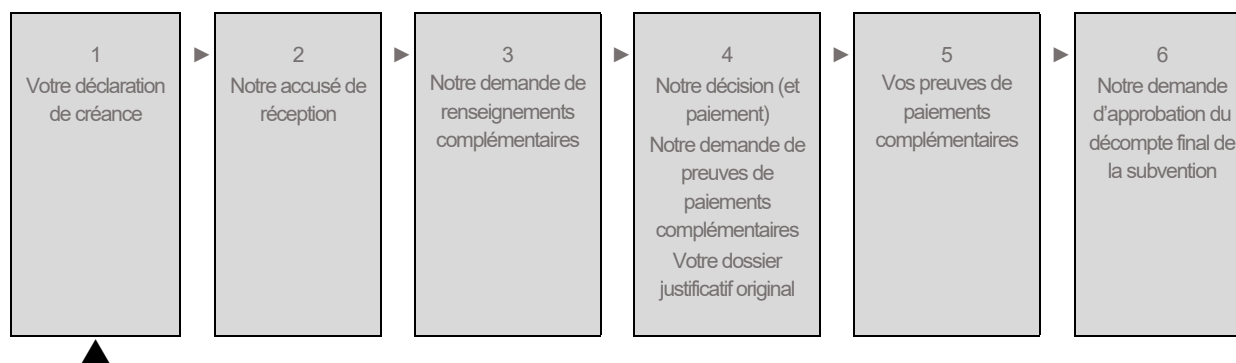 1
Votre déclaration
de créance
►
2
Notre accusé de
réception
►
3
Notre demande de
renseignements
complémentaires
►
4
Notre décision (et
paiement)
Notre demande de
preuves de
paiements
complémentaires
Votre dossier
justificatif original
►
5
Vos preuves de
paiements
complémentaires
►
6
Notre demande
d’approbation du
décompte final de
la subvention